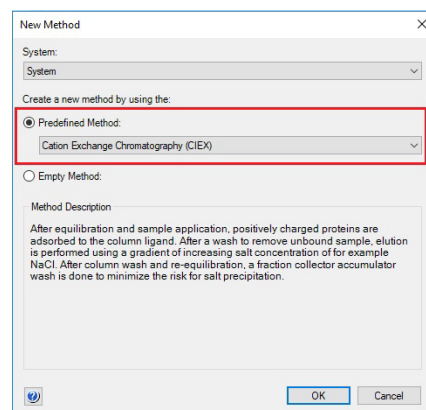 New Method
System:
System
Create a new method by using the:
Predefined Method:
Cation Exchange Chromatography (CIEX)
Empty Method:
Method Description
After equilibration and sample application, positively charged proteins are
adsorbed to the column ligand. After a wash to remove unbound sample, elution
is performed using a gradient of increasing salt concentration of for example
NaCl. After column wash and re-equilibration, a fraction collector accumulator
wash is done to minimize the risk for salt precipitation.
OK Cancel